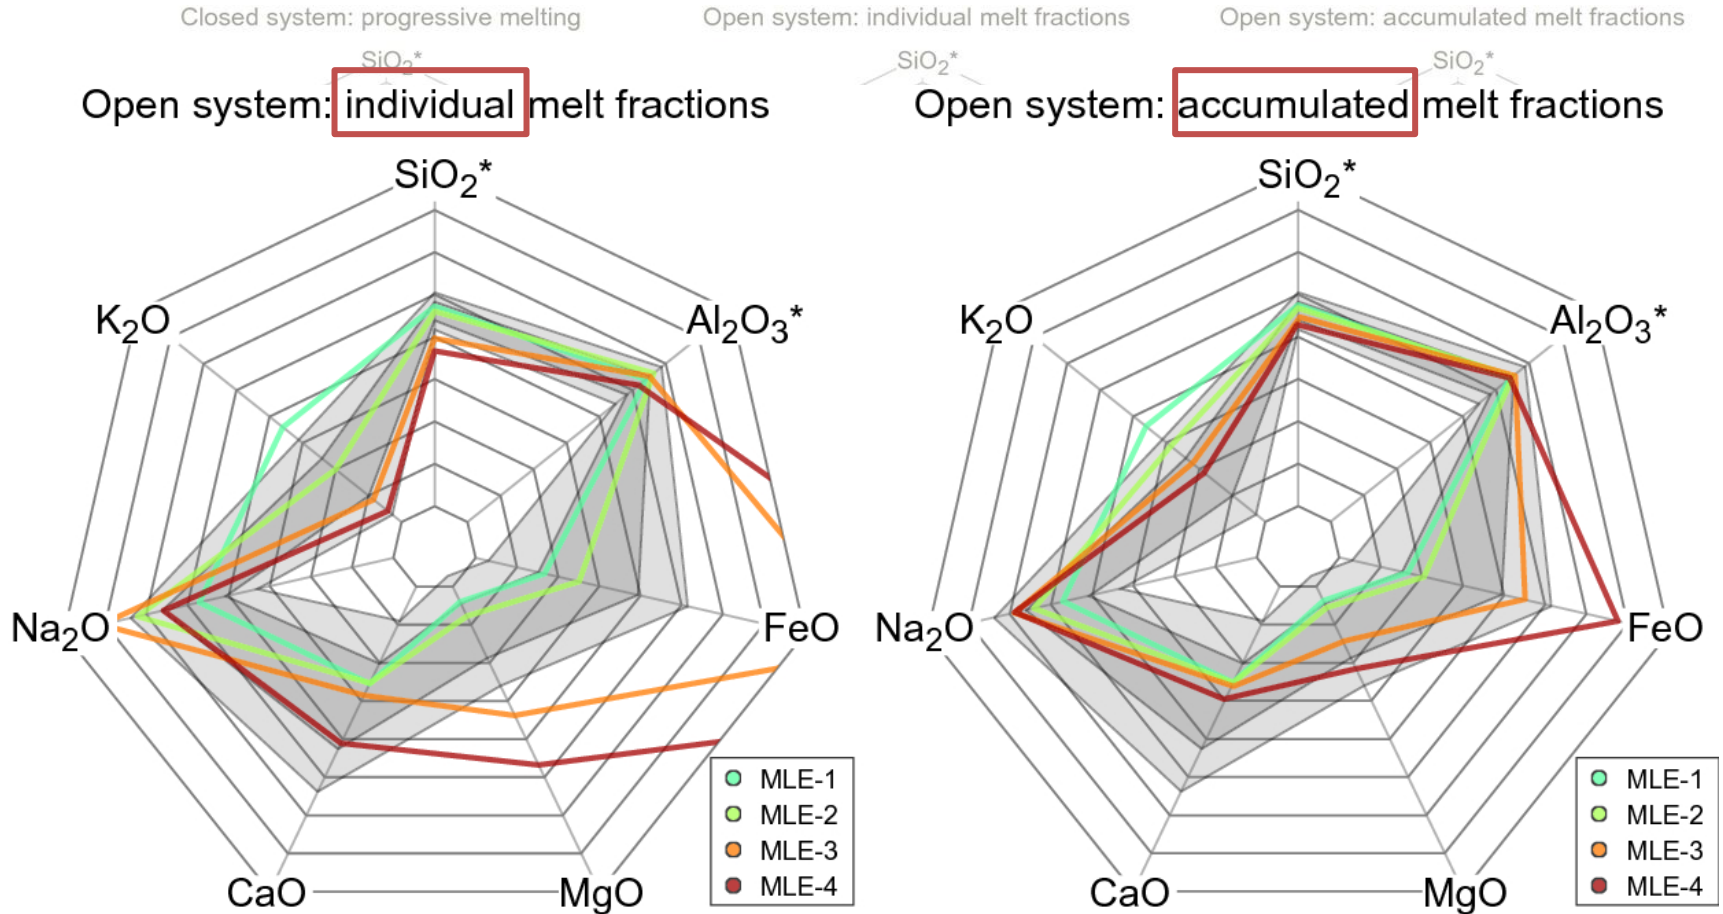 Closed system: progressive melting
Open system: individual melt fractions
Open system: accumulated melt fractions
SiO₂*
SiO₂*
SiO₂*
Open system: individual melt fractions
Open system: accumulated melt fractions
SiO₂*
K₂O
Al₂O₃*
Na₂O
FeO
CaO
MgO
MLE-1
MLE-2
MLE-3
MLE-4
SiO₂*
K₂O
Al₂O₃*
Na₂O
FeO
CaO
MgO
MLE-1
MLE-2
MLE-3
MLE-4